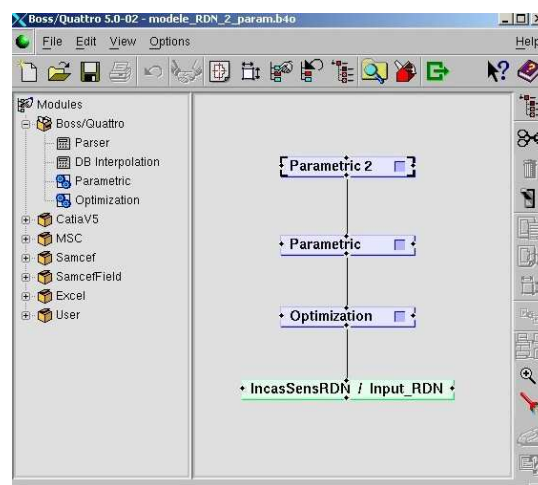 Boss/Quattro 5.0-02 - modele_RDN_2_param.b4o
File Edit View Options Help
Modules
Boss/Quattro
Parser
DB Interpolation
Parametric
Optimization
CatiaV5
MSC
Samcef
SamcefField
Excel
User
Parametric 2
Parametric
Optimization
IncasSensRDN / Input_RDN